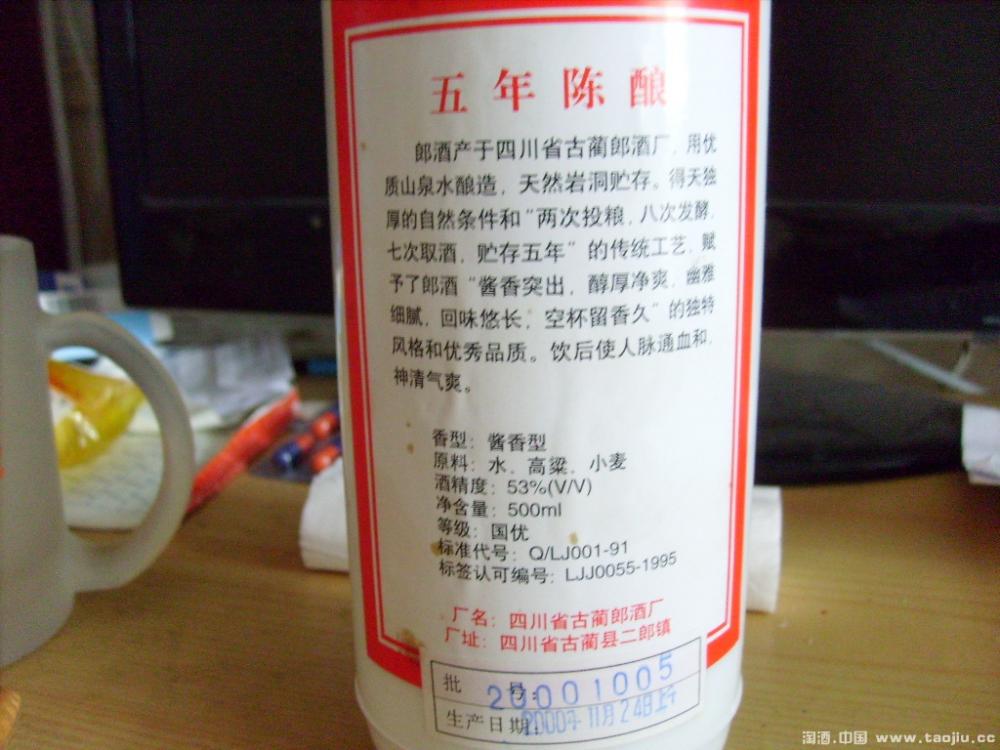 五年陈酿
郎酒产于四川省古蔺郎酒厂，用优
质山泉水酿造，天然岩洞贮存。得天独
厚的自然条件和“两次投粮，八次发酵，
七次取酒，贮存五年”的传统工艺，赋
予了郎酒“酱香突出，醇厚净爽，幽雅
细腻，回味悠长，空杯留香久”的独特
风格和优秀品质。饮后使人脉通血和，
神清气爽。
香型：酱香型
原料：水、高粱、小麦
酒精度：53%(V/V)
净含量：500ml
等级：国优
标准代号：Q/LJ001-91
标签认可编号：LJJ0055-1995
厂名：四川省古蔺郎酒厂
厂址：四川省古蔺县二郎镇
批号：20001005
生产日期：2000年11月24日
淘酒.中国 www.taojiu.cc